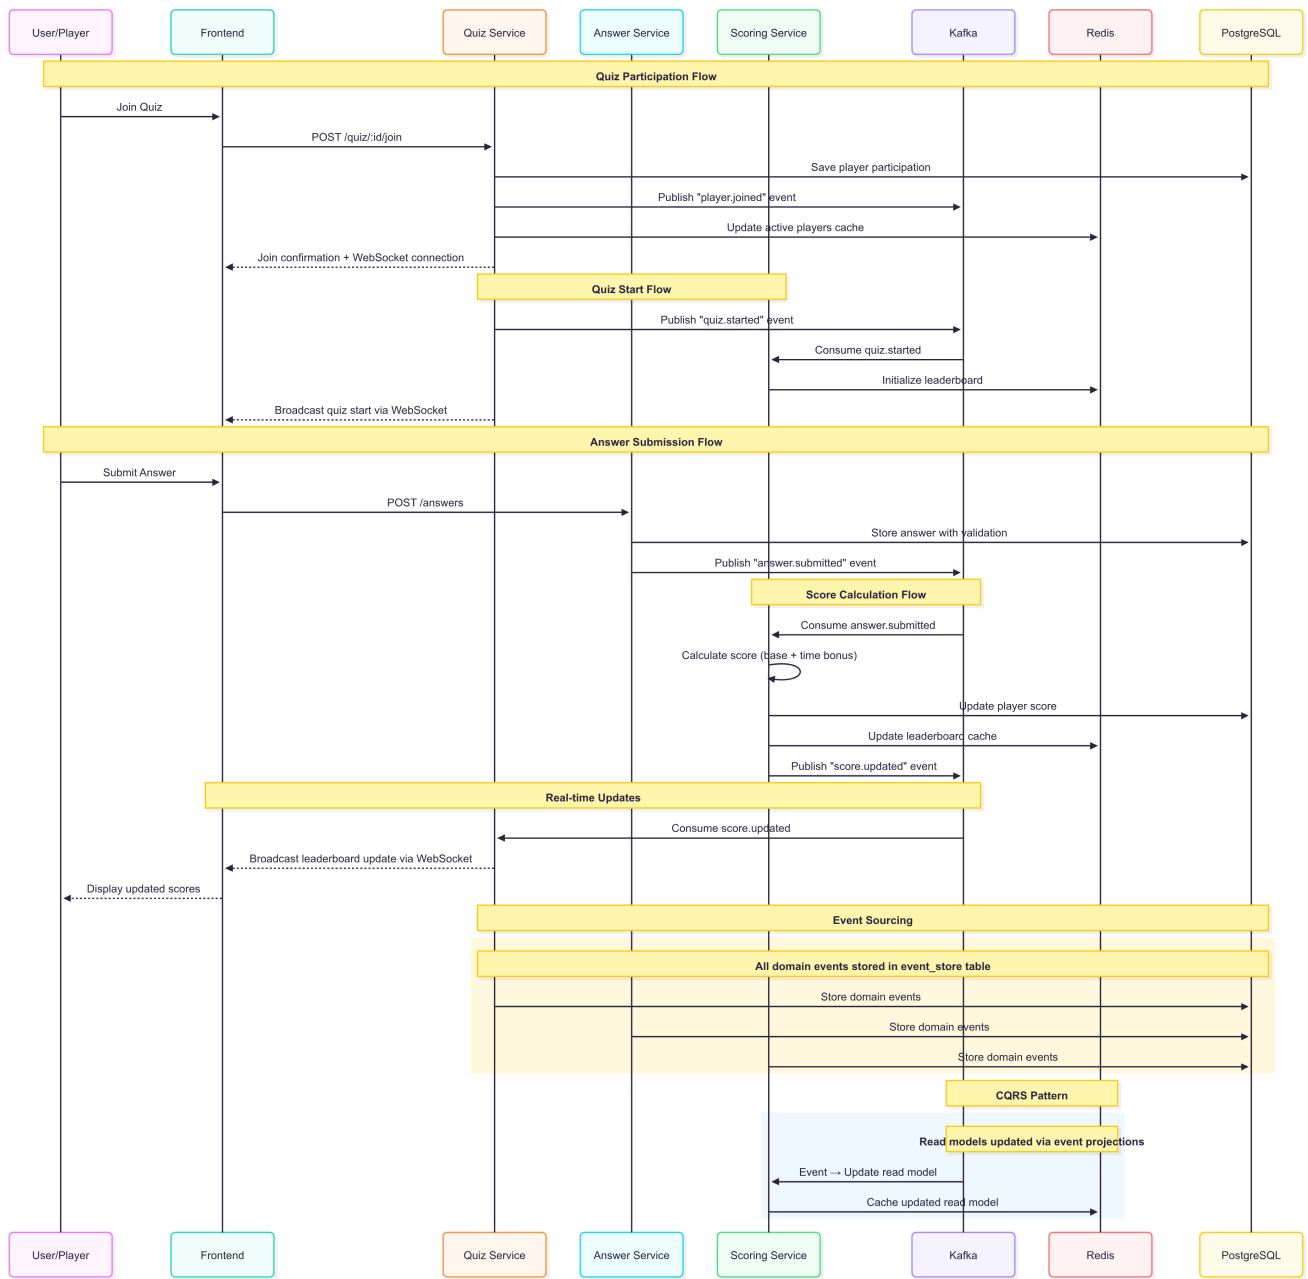 User/Player
Frontend
Quiz Service
Answer Service
Scoring Service
Kafka
Redis
PostgreSQL
Quiz Participation Flow
Join Quiz
POST /quiz/:id/join
Save player participation
Publish "player.joined" event
Update active players cache
Join confirmation + WebSocket connection
Quiz Start Flow
Publish "quiz.started" event
Consume quiz.started
Initialize leaderboard
Broadcast quiz start via WebSocket
Answer Submission Flow
Submit Answer
POST /answers
Store answer with validation
Publish "answer.submitted" event
Score Calculation Flow
Consume answer.submitted
Calculate score (base + time bonus)
Update player score
Update leaderboard cache
Publish "score.updated" event
Real-time Updates
Consume score.updated
Broadcast leaderboard update via WebSocket
Display updated scores
Event Sourcing
All domain events stored in event_store table
Store domain events
Store domain events
Store domain events
CQRS Pattern
Read models updated via event projections
Event → Update read model
Cache updated read model
User/Player
Frontend
Quiz Service
Answer Service
Scoring Service
Kafka
Redis
PostgreSQL